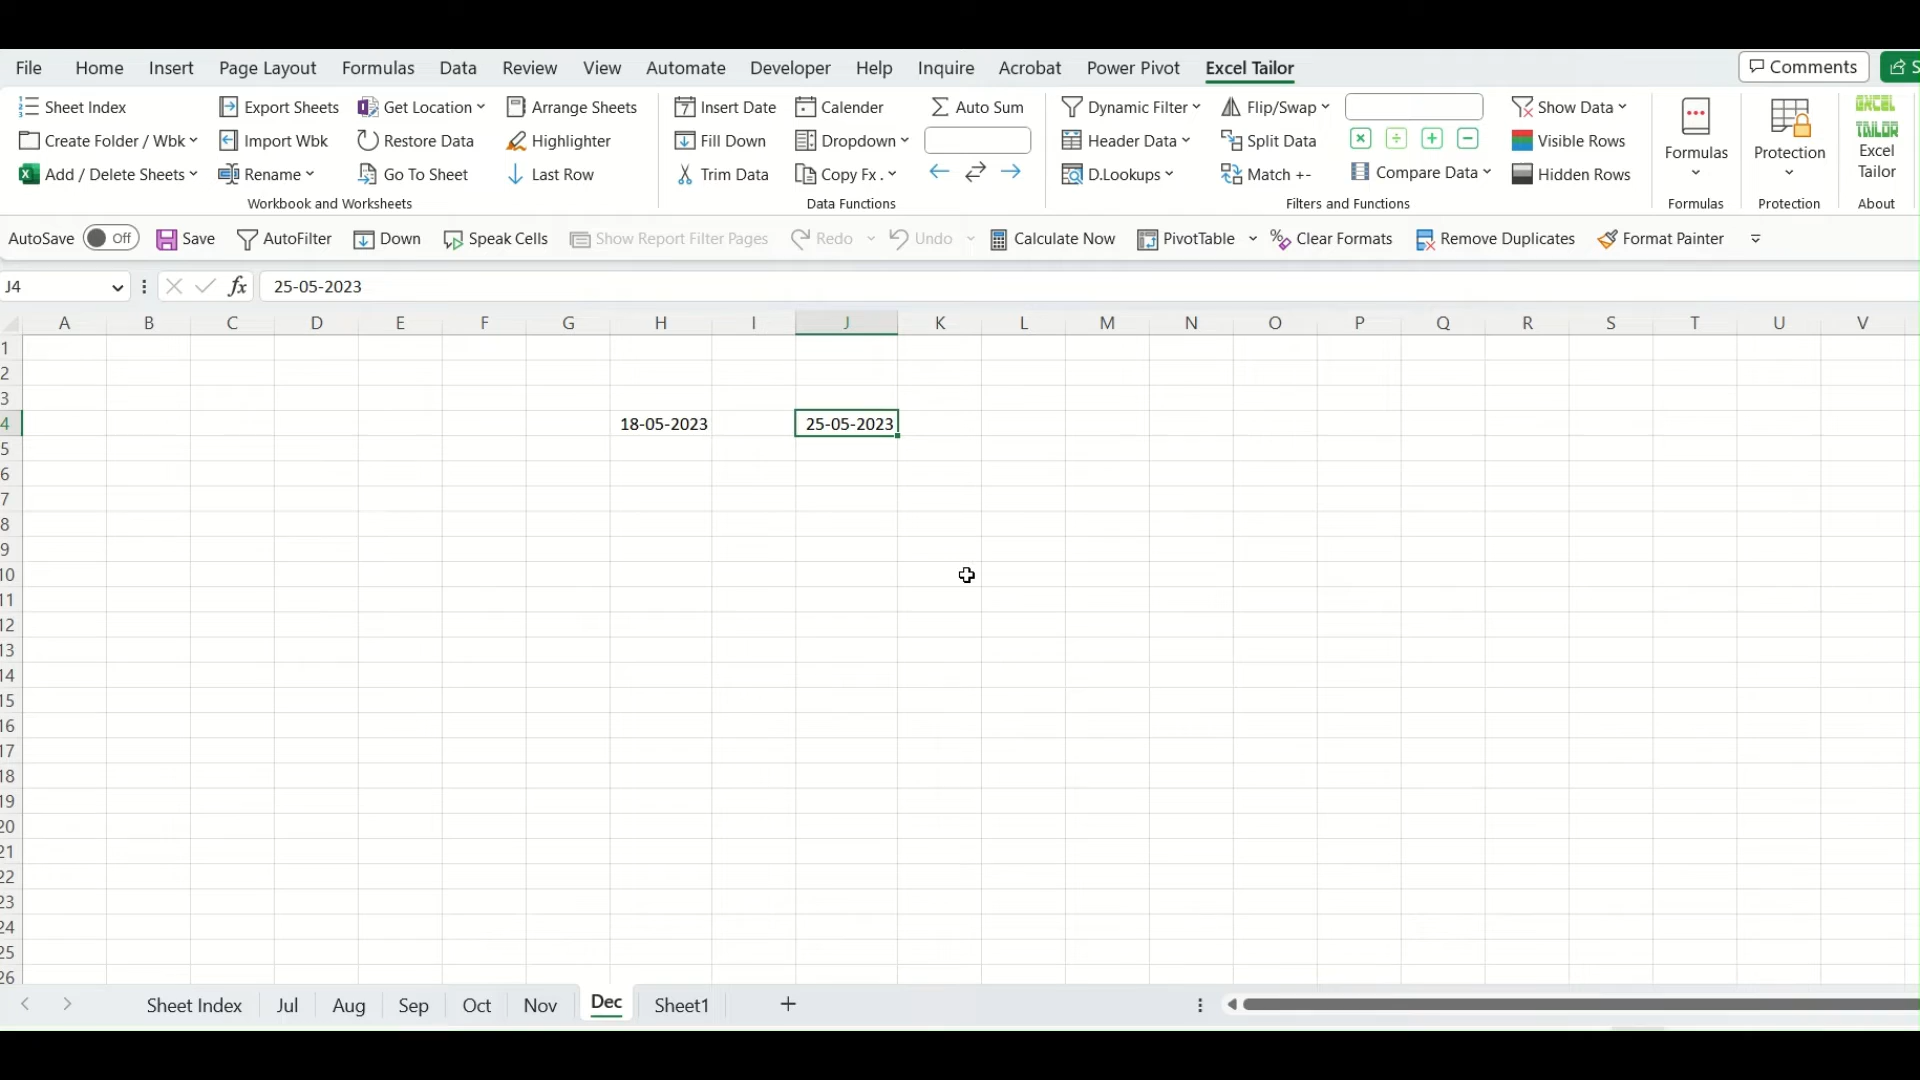 File Home Insert Page Layout Formulas Data Review View Automate Developer Help Inquire Acrobat Power Pivot Excel Tailor Comments
Sheet Index Export Sheets Get Location Arrange Sheets Insert Date Calender Auto Sum Dynamic Filter Flip/Swap Show Data EXCEL TAILOR
Create Folder / Wbk Import Wbk Restore Data Highlighter Fill Down Dropdown Header Data Split Data Visible Rows Formulas Protection Excel
Add / Delete Sheets Rename Go To Sheet Last Row Trim Data Copy Fx . D.Lookups Match +- Compare Data Hidden Rows Tailor
Workbook and Worksheets Data Functions Filters and Functions Formulas Protection About
AutoSave Off Save AutoFilter Down Speak Cells Show Report Filter Pages Redo Undo Calculate Now PivotTable Clear Formats Remove Duplicates Format Painter
J4 fx 25-05-2023
A B C D E F G H I J K L M N O P Q R S T U V
1
2
3
4 18-05-2023 25-05-2023
5
6
7
8
9
10
11
12
13
14
15
16
17
18
19
20
21
22
23
24
25
26
Sheet Index Jul Aug Sep Oct Nov Dec Sheet1 +